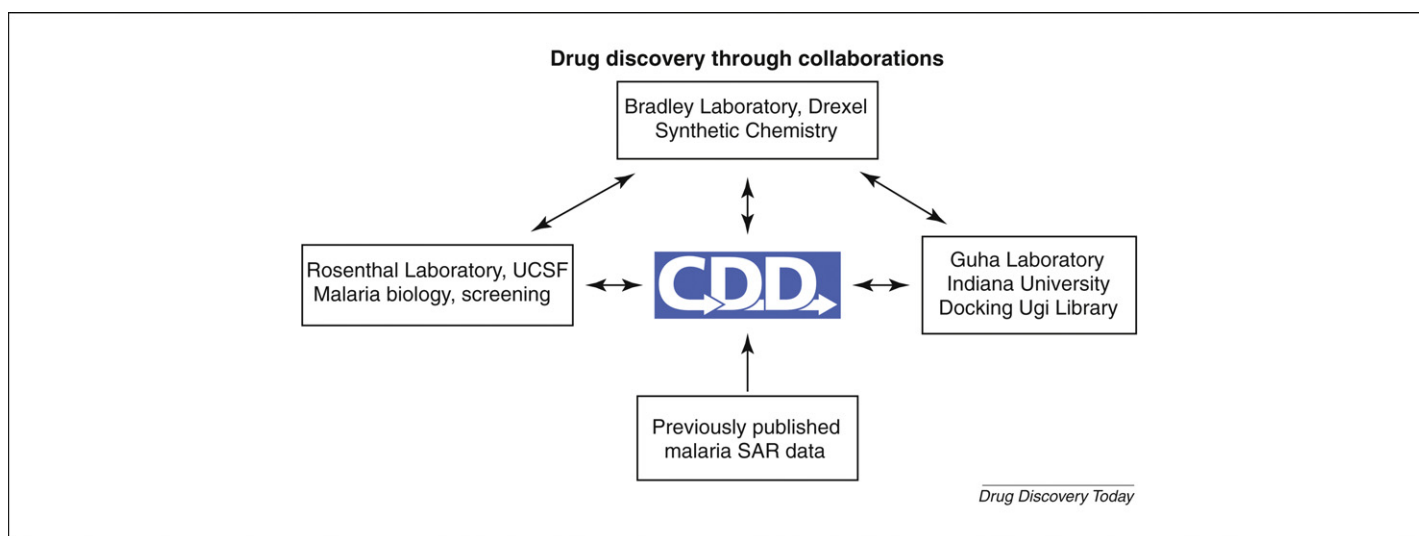 Drug discovery through collaborations
Bradley Laboratory, Drexel
Synthetic Chemistry
Rosenthal Laboratory, UCSF
Malaria biology, screening
CDD
Guha Laboratory
Indiana University
Docking Ugi Library
Previously published
malaria SAR data
Drug Discovery Today